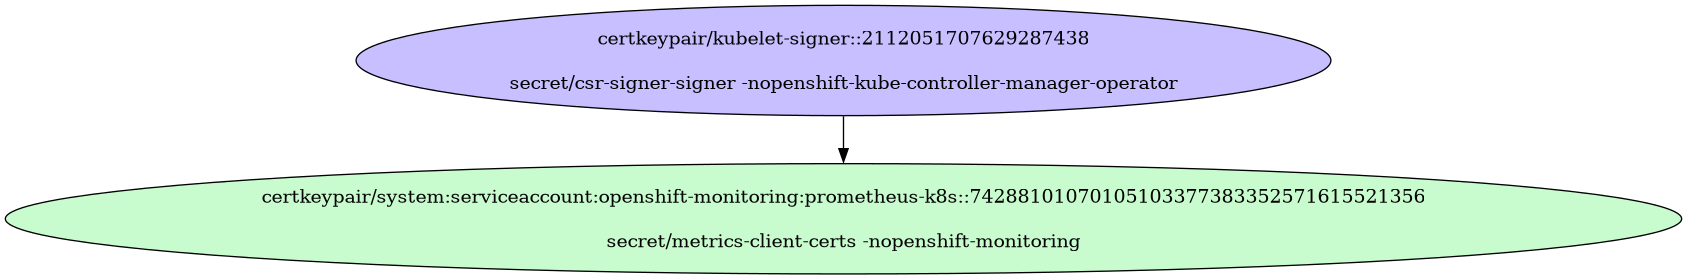 certkeypair/kubelet-signer::2112051707629287438
secret/csr-signer-signer -nopenshift-kube-controller-manager-operator
certkeypair/system:serviceaccount:openshift-monitoring:prometheus-k8s::742881010701051033773833352571615521356
secret/metrics-client-certs -nopenshift-monitoring